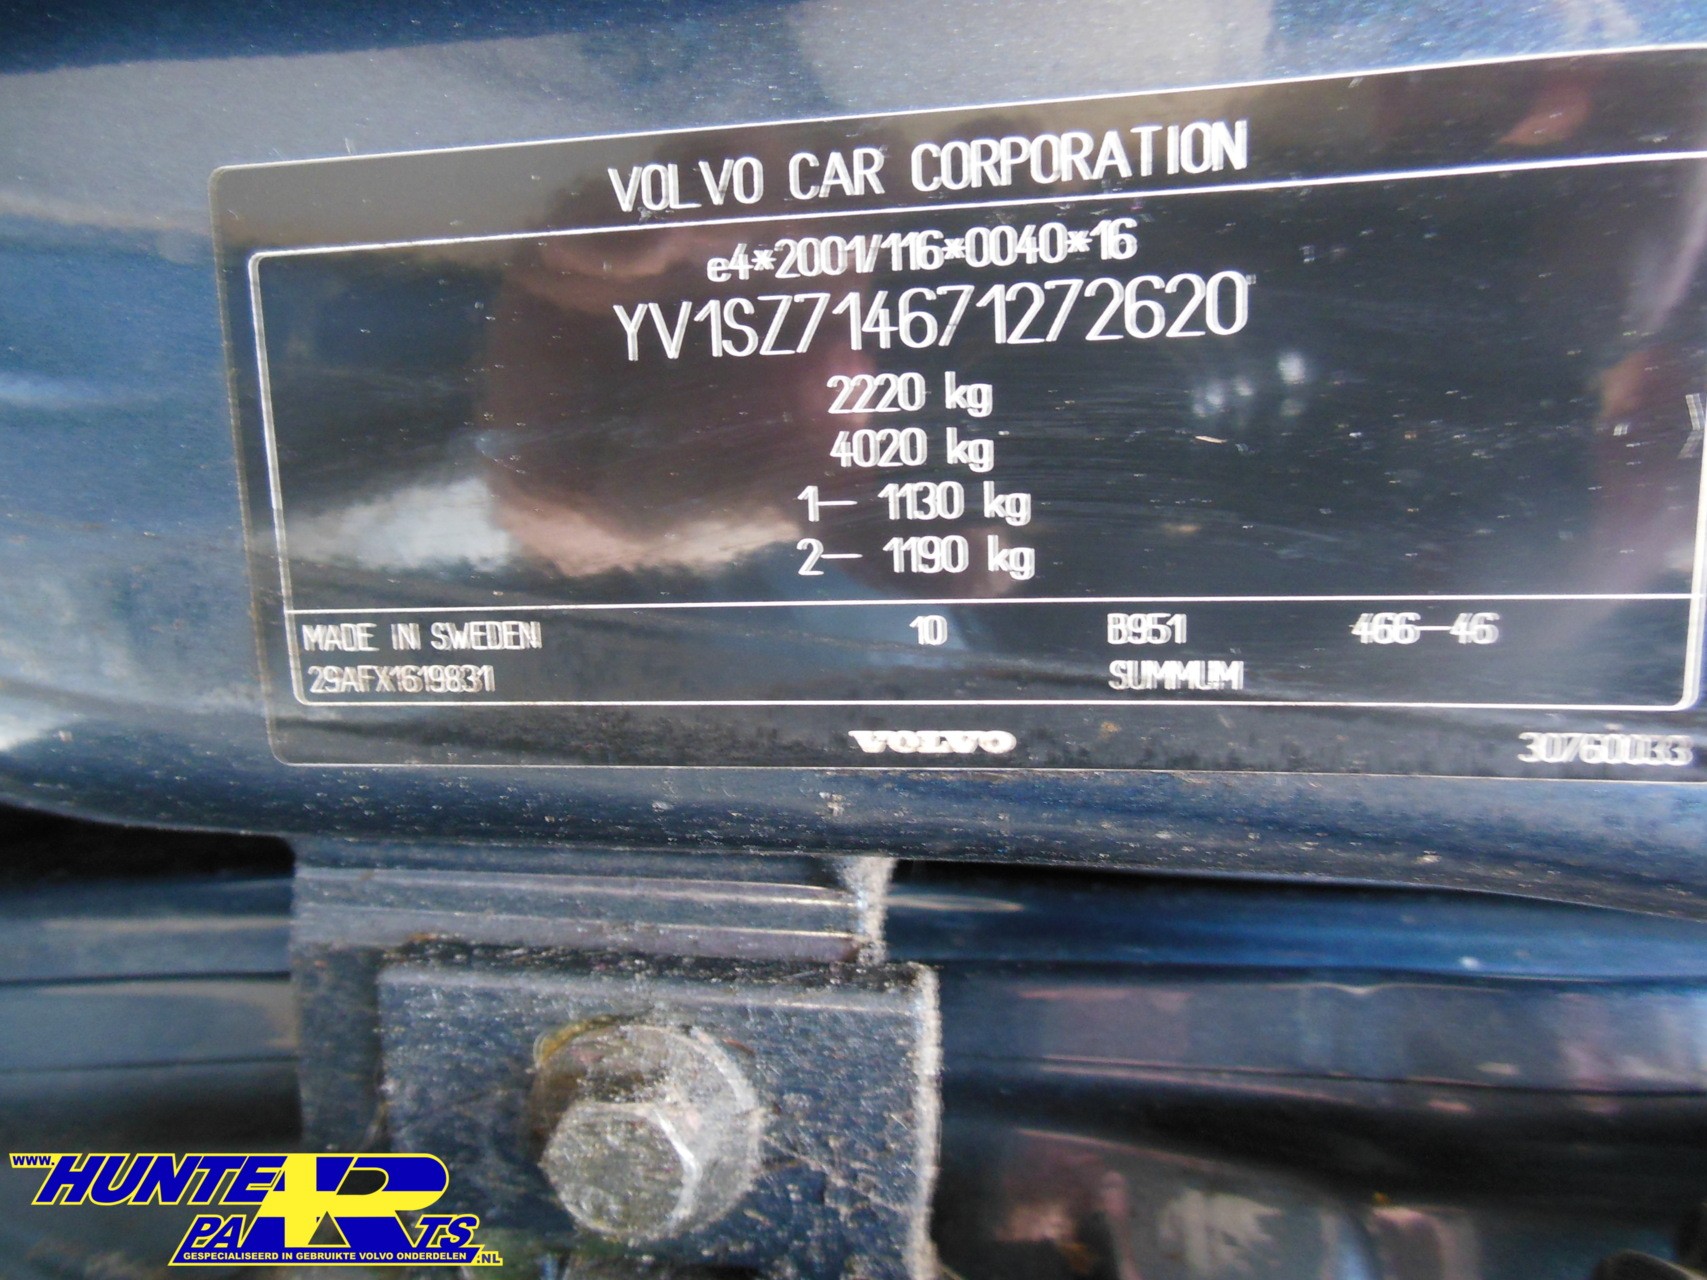 VOLVO CAR CORPORATION
e4*2001/116*0040*16
YV1SZ714671272620
2220 kg
4020 kg
1– 1130 kg
2– 1190 kg
MADE IN SWEDEN 10 B951 466–46
29AFX1619831 SUMMUM
VOLVO 30760033
www.HUNTER
PARTS.NL
GESPECIALISEERD IN GEBRUIKTE VOLVO ONDERDELEN